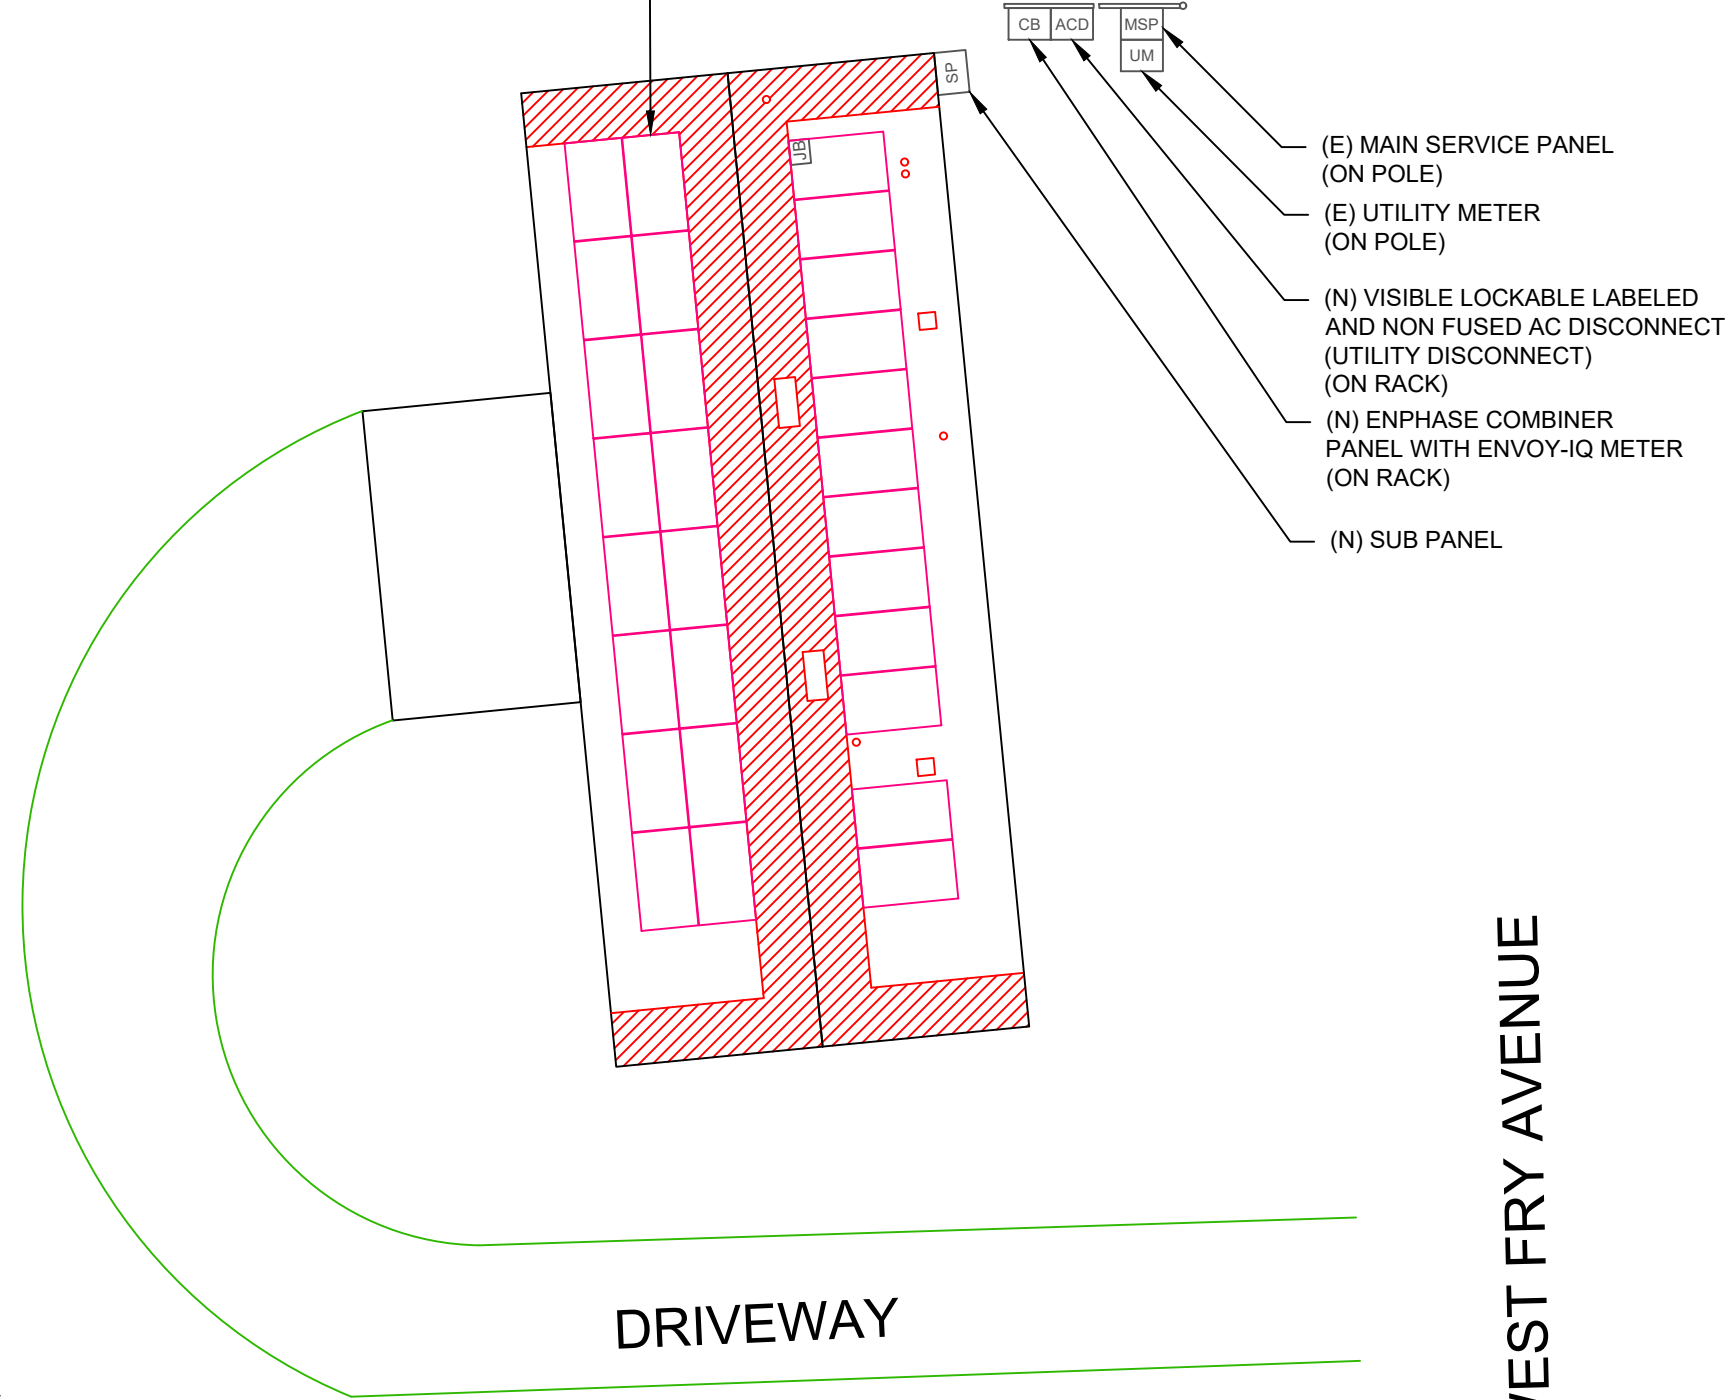 CB ACD MSP
UM
SP
JB
(E) MAIN SERVICE PANEL
(ON POLE)
(E) UTILITY METER
(ON POLE)
(N) VISIBLE LOCKABLE LABELED
AND NON FUSED AC DISCONNECT
(UTILITY DISCONNECT)
(ON RACK)
(N) ENPHASE COMBINER
PANEL WITH ENVOY-IQ METER
(ON RACK)
(N) SUB PANEL
DRIVEWAY
WEST FRY AVENUE